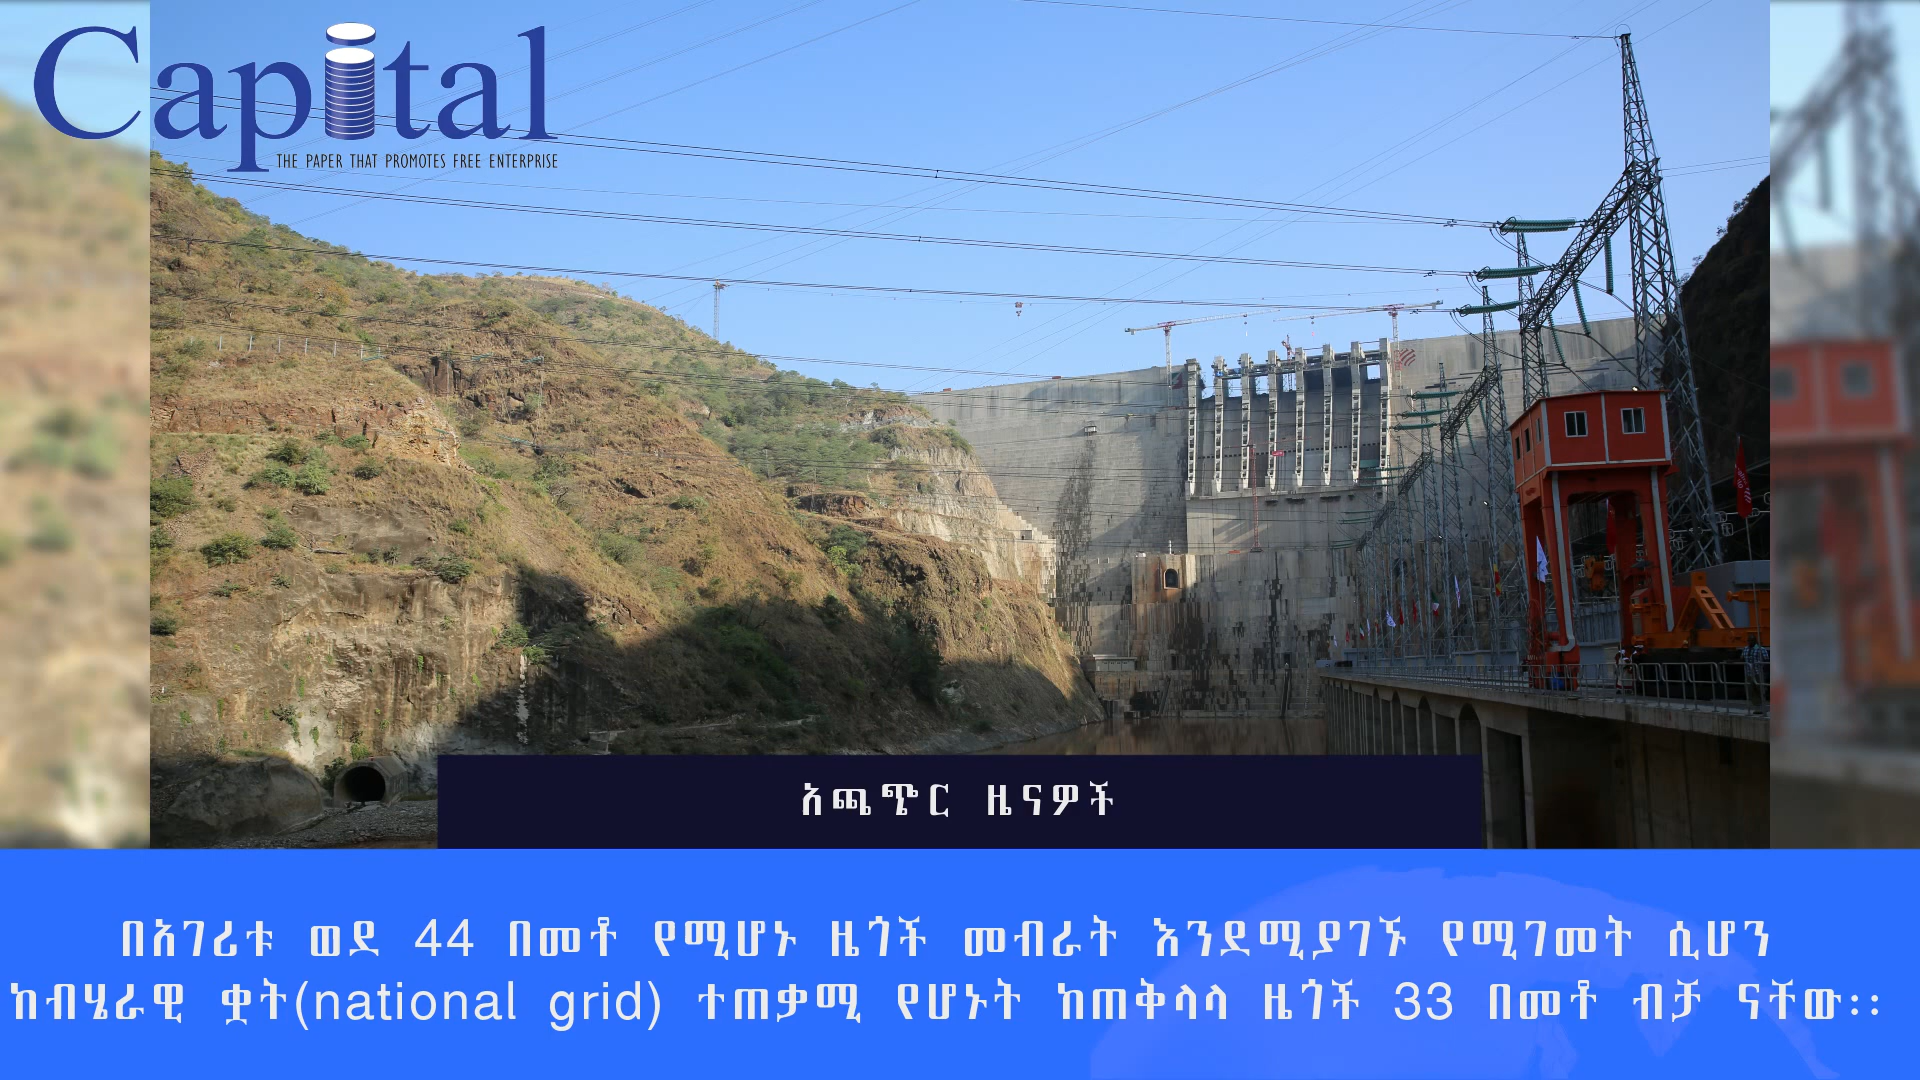 Capital
THE PAPER THAT PROMOTES FREE ENTERPRISE
አጫጭር ዜናዎች
በአገሪቱ ወደ 44 በመቶ የሚሆኑ ዜጎች መብራት እንደሚያገኙ የሚገመት ሲሆን
ከብሄራዊ ቋት(national grid) ተጠቃሚ የሆኑት ከጠቅላላ ዜጎች 33 በመቶ ብቻ ናቸው፡፡